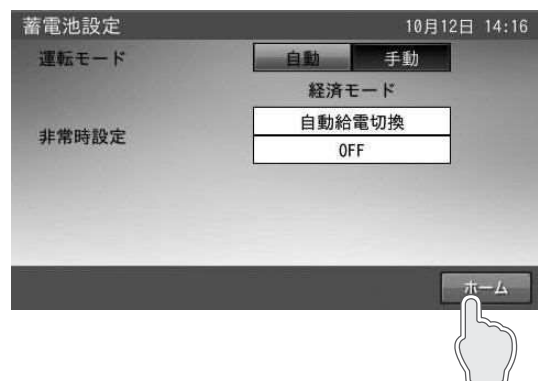 蓄電池設定 10月12日 14:16
運転モード 自動 手動
経済モード
非常時設定 自動給電切換
OFF
ホーム